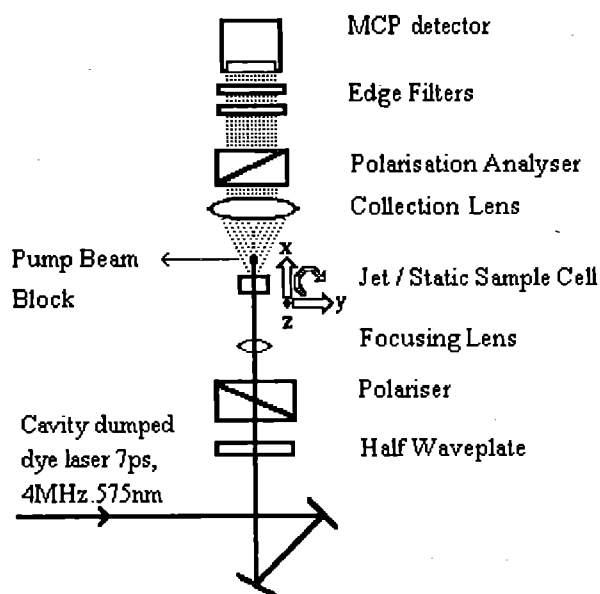 MCP detector
Edge Filters
Polarisation Analyser
Collection Lens
Pump Beam
Block
x
y
z
Jet / Static Sample Cell
Focusing Lens
Polariser
Cavity dumped
dye laser 7ps,
4MHz.575nm
Half Waveplate